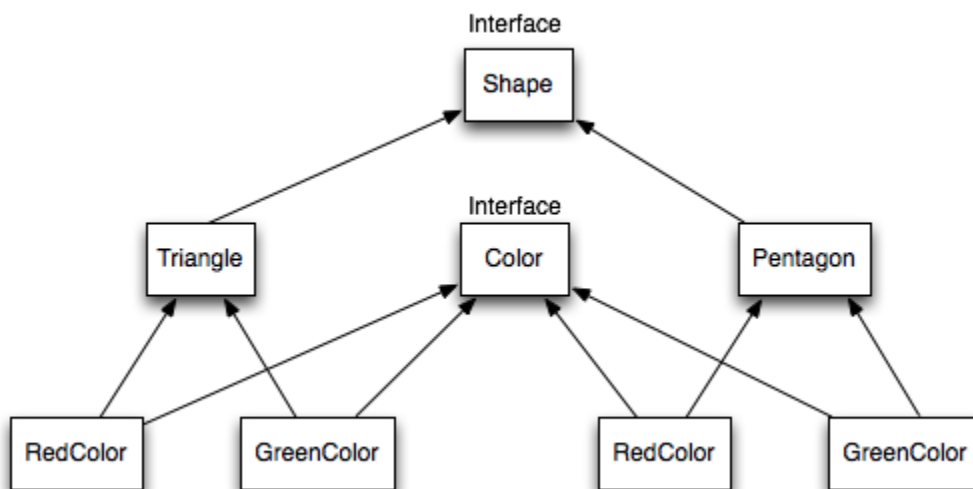 Interface
Shape
Interface
Triangle
Color
Pentagon
RedColor
GreenColor
RedColor
GreenColor